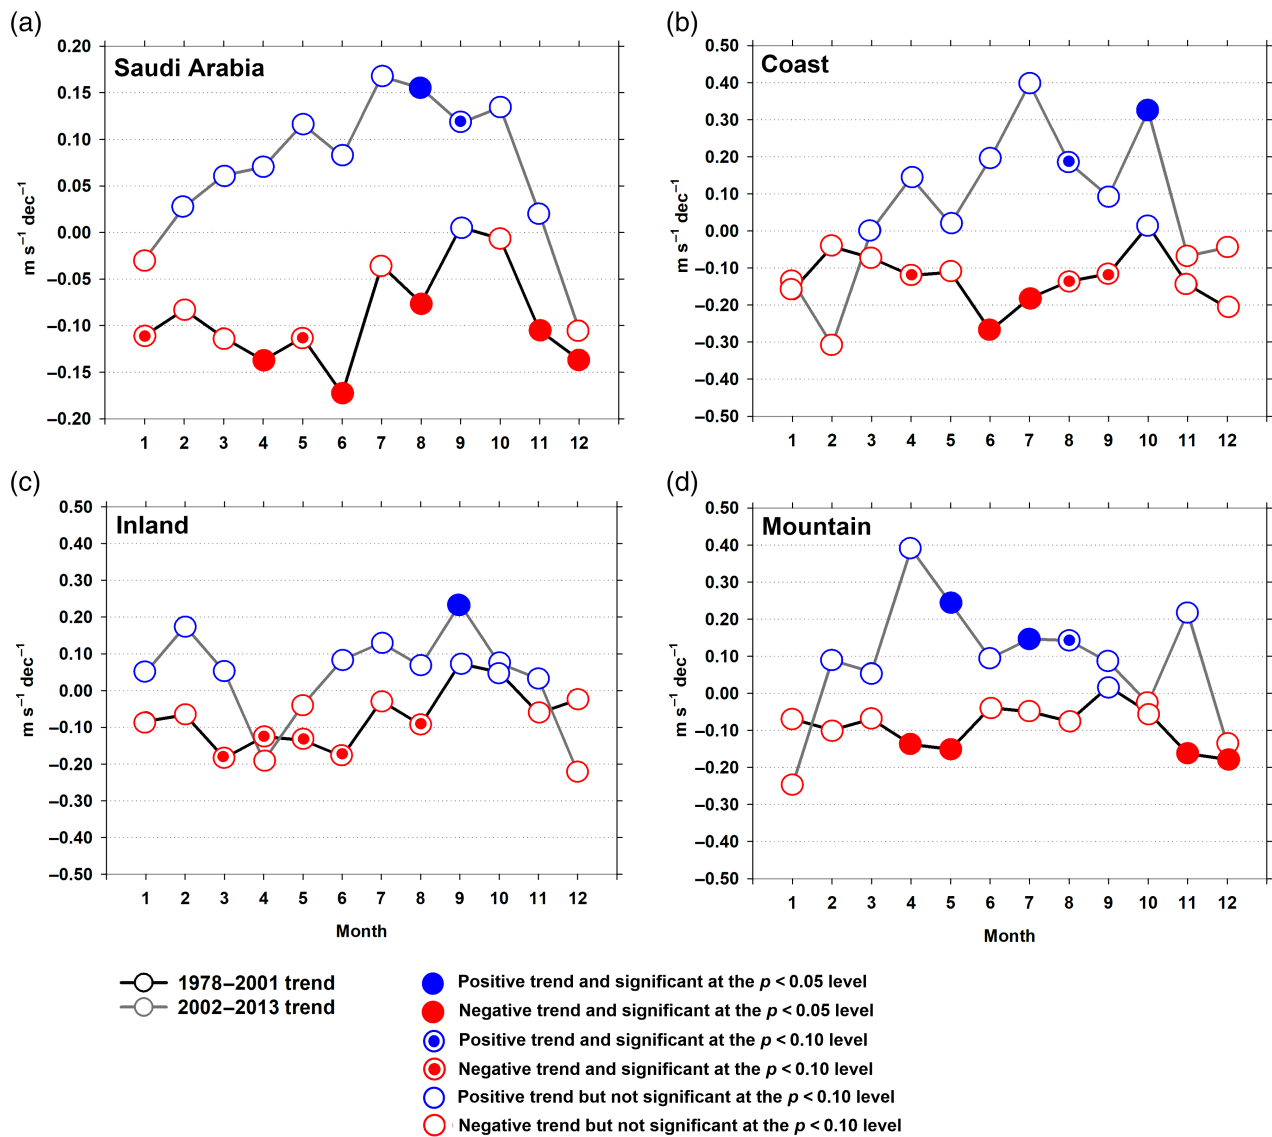 (a)
Saudi Arabia
0.20
0.15
0.10
0.05
0.00
–0.05
–0.10
–0.15
–0.20
m s⁻¹ dec⁻¹
1 2 3 4 5 6 7 8 9 10 11 12
(b)
Coast
0.50
0.40
0.30
0.20
0.10
0.00
–0.10
–0.20
–0.30
–0.40
–0.50
m s⁻¹ dec⁻¹
1 2 3 4 5 6 7 8 9 10 11 12
(c)
Inland
0.50
0.40
0.30
0.20
0.10
0.00
–0.10
–0.20
–0.30
–0.40
–0.50
m s⁻¹ dec⁻¹
1 2 3 4 5 6 7 8 9 10 11 12
Month
(d)
Mountain
0.50
0.40
0.30
0.20
0.10
0.00
–0.10
–0.20
–0.30
–0.40
–0.50
m s⁻¹ dec⁻¹
1 2 3 4 5 6 7 8 9 10 11 12
Month
1978–2001 trend
2002–2013 trend
Positive trend and significant at the p < 0.05 level
Negative trend and significant at the p < 0.05 level
Positive trend and significant at the p < 0.10 level
Negative trend and significant at the p < 0.10 level
Positive trend but not significant at the p < 0.10 level
Negative trend but not significant at the p < 0.10 level